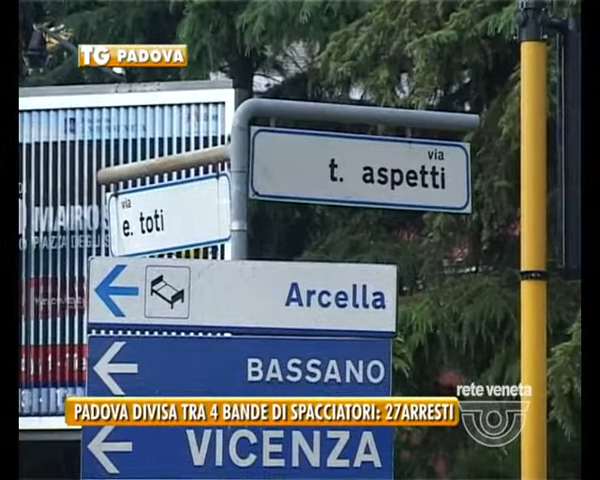 TG PADOVA
via
t. aspetti
via
e. toti
Arcella
BASSANO
PADOVA DIVISA TRA 4 BANDE DI SPACCIATORI: 27ARRESTI
rete veneta
VICENZA